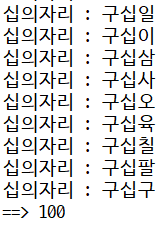 십의자리 : 구십일
십의자리 : 구십이
십의자리 : 구십삼
십의자리 : 구십사
십의자리 : 구십오
십의자리 : 구십육
십의자리 : 구십칠
십의자리 : 구십팔
십의자리 : 구십구
==> 100